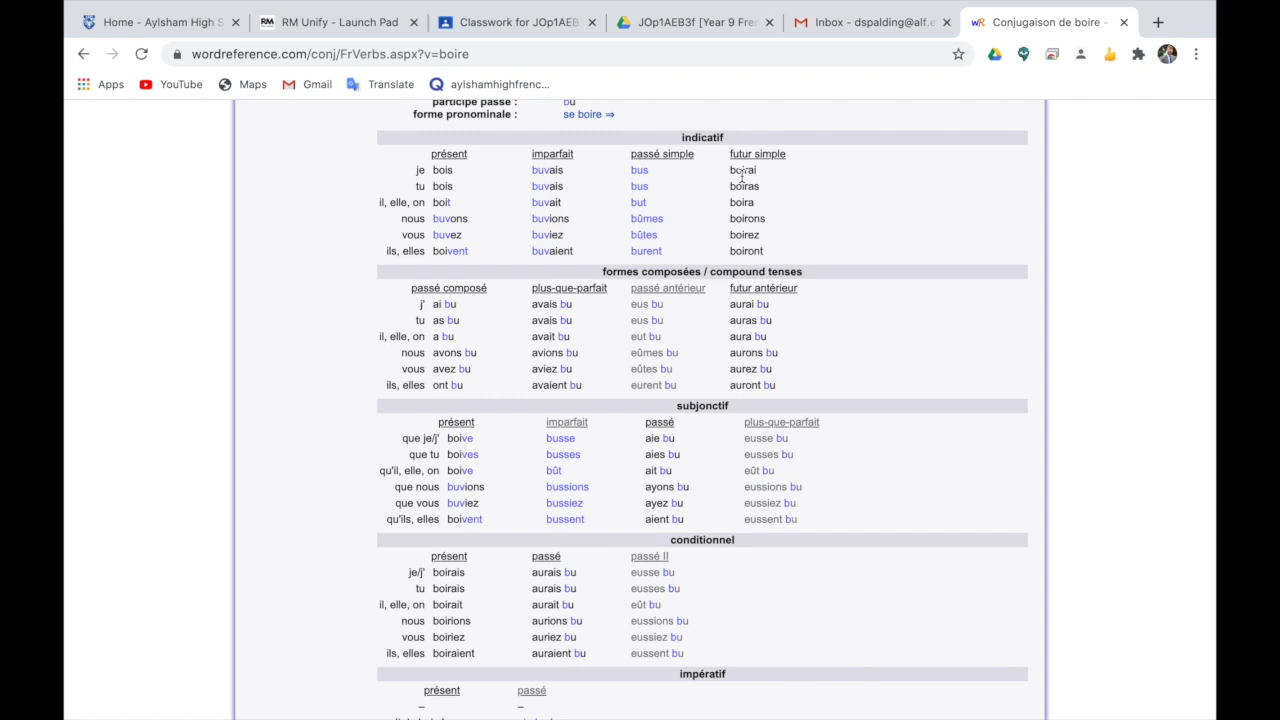 Home - Aylsham High S
RM Unify - Launch Pad
Classwork for JOp1AEB
JOp1AEB3f [Year 9 Fre
Inbox - dspalding@alf.e
wR Conjugaison de boire -
wordreference.com/conj/FrVerbs.aspx?v=boire
Apps YouTube Maps Gmail Translate aylshamhighfrenc...
participe passé : bu
forme pronominale : se boire ⇒
indicatif
présent imparfait passé simple futur simple
je bois buvais bus boirai
tu bois buvais bus boiras
il, elle, on boit buvait but boira
nous buvons buvions bûmes boirons
vous buvez buviez bûtes boirez
ils, elles boivent buvaient burent boiront
formes composées / compound tenses
passé composé plus-que-parfait passé antérieur futur antérieur
j' ai bu avais bu eus bu aurai bu
tu as bu avais bu eus bu auras bu
il, elle, on a bu avait bu eut bu aura bu
nous avons bu avions bu eûmes bu aurons bu
vous avez bu aviez bu eûtes bu aurez bu
ils, elles ont bu avaient bu eurent bu auront bu
subjonctif
présent imparfait passé plus-que-parfait
que je/j' boive busse aie bu eusse bu
que tu boives busses aies bu eusses bu
qu'il, elle, on boive bût ait bu eût bu
que nous buvions bussions ayons bu eussions bu
que vous buviez bussiez ayez bu eussiez bu
qu'ils, elles boivent bussent aient bu eussent bu
conditionnel
présent passé passé II
je/j' boirais aurais bu eusse bu
tu boirais aurais bu eusses bu
il, elle, on boirait aurait bu eût bu
nous boirions aurions bu eussions bu
vous boiriez auriez bu eussiez bu
ils, elles boiraient auraient bu eussent bu
impératif
présent passé
– –